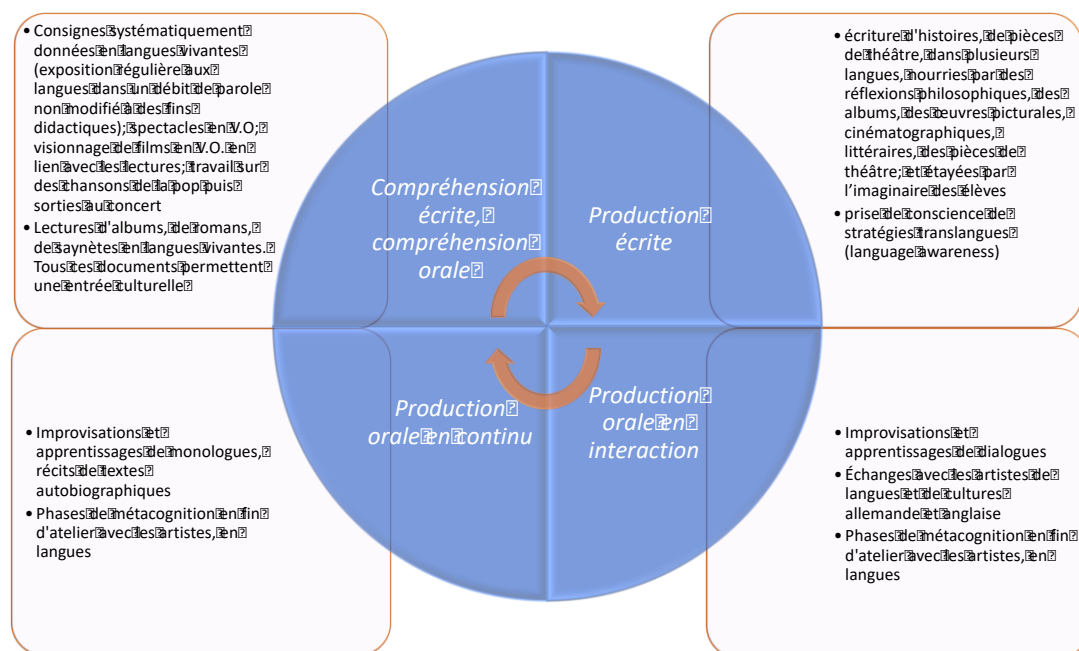 • Consignes systématiquement
données en langues vivantes
(exposition régulière aux
langues dans un débit de parole
non modifié à des fins
didactiques); spectacles en V.O;
visionnage de films en V.O. en
lien avec les lectures; travail sur
des chansons de la pop puis
sorties au concert
• Lectures d'albums, de romans,
de saynètes en langues vivantes.
Tous ces documents permettent
une entrée culturelle
• écriture d'histoires, de pièces
de théâtre, dans plusieurs
langues, nourries par des
réflexions philosophiques, des
albums, des œuvres picturales,
cinématographiques,
littéraires, des pièces de
théâtre; et étayées par
l'imaginaire des élèves
• prise de conscience de
stratégies translangues
(language awareness)
Compréhension
écrite,
compréhension
orale
Production
écrite
Production
orale en continu
Production
orale en
interaction
• Improvisations et
apprentissages de monologues,
récits de textes
autobiographiques
• Phases de métacognition en fin
d'atelier avec les artistes, en
langues
• Improvisations et
apprentissages de dialogues
• Échanges avec les artistes de
langues et de cultures
allemande et anglaise
• Phases de métacognition en fin
d'atelier avec les artistes, en
langues